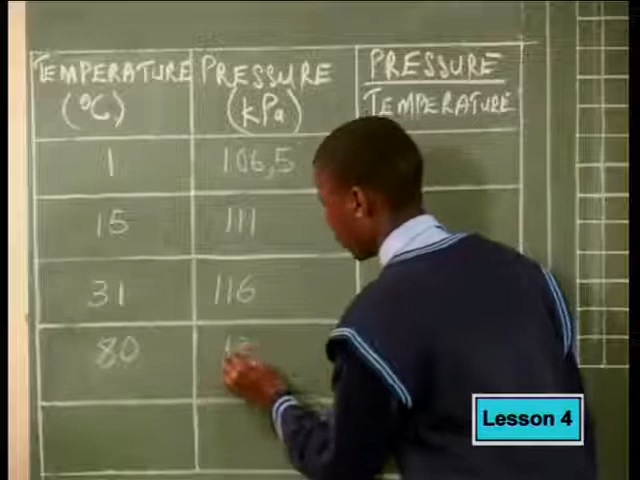 TEMPERATURE PRESSURE PRESSURE
(°C) (kPa) TEMPERATURE
1 106,5
15 111
31 116
80
Lesson 4